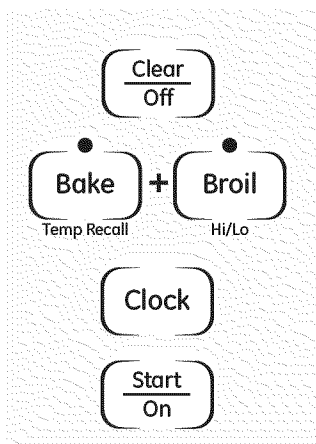 Clear
Off
Bake + Broil
Temp Recall Hi/Lo
Clock
Start
On